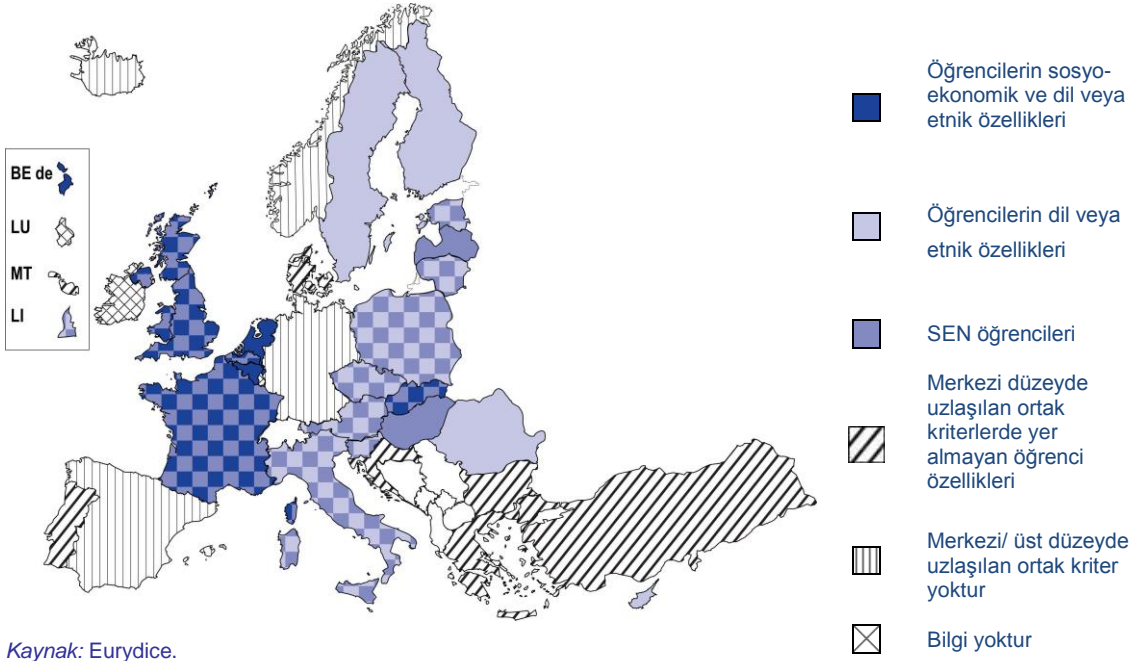 BE de
LU
MT
LI
Öğrencilerin sosyo-
ekonomik ve dil veya
etnik özellikleri
Öğrencilerin dil veya
etnik özellikleri
SEN öğrencileri
Merkezi düzeyde
uzlaşılan ortak
kriterlerde yer
almayan öğrenci
özellikleri
Merkezi/ üst düzeyde
uzlaşılan ortak kriter
yoktur
Bilgi yoktur
Kaynak: Eurydice.